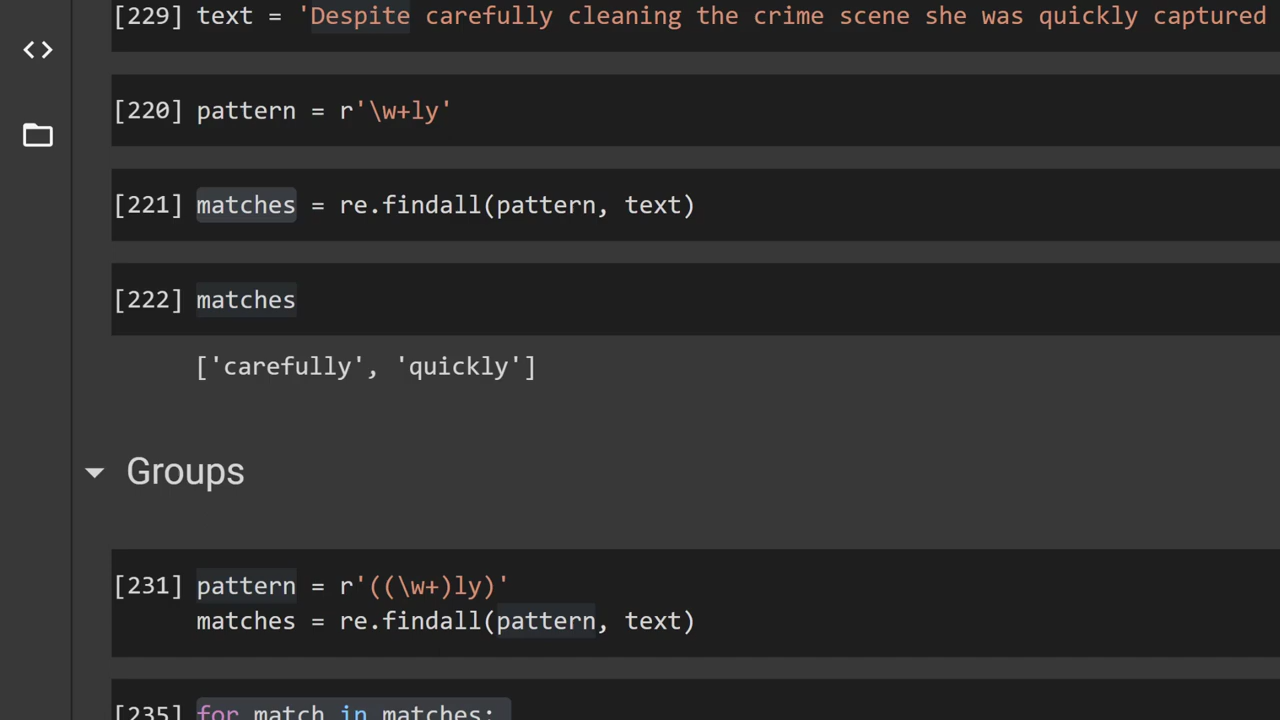 [229] text = 'Despite carefully cleaning the crime scene she was quickly captured
[220] pattern = r'\w+ly'
[221] matches = re.findall(pattern, text)
[222] matches
['carefully', 'quickly']
Groups
[231] pattern = r'((\w+)ly)'
matches = re.findall(pattern, text)
[235] for match in matches: